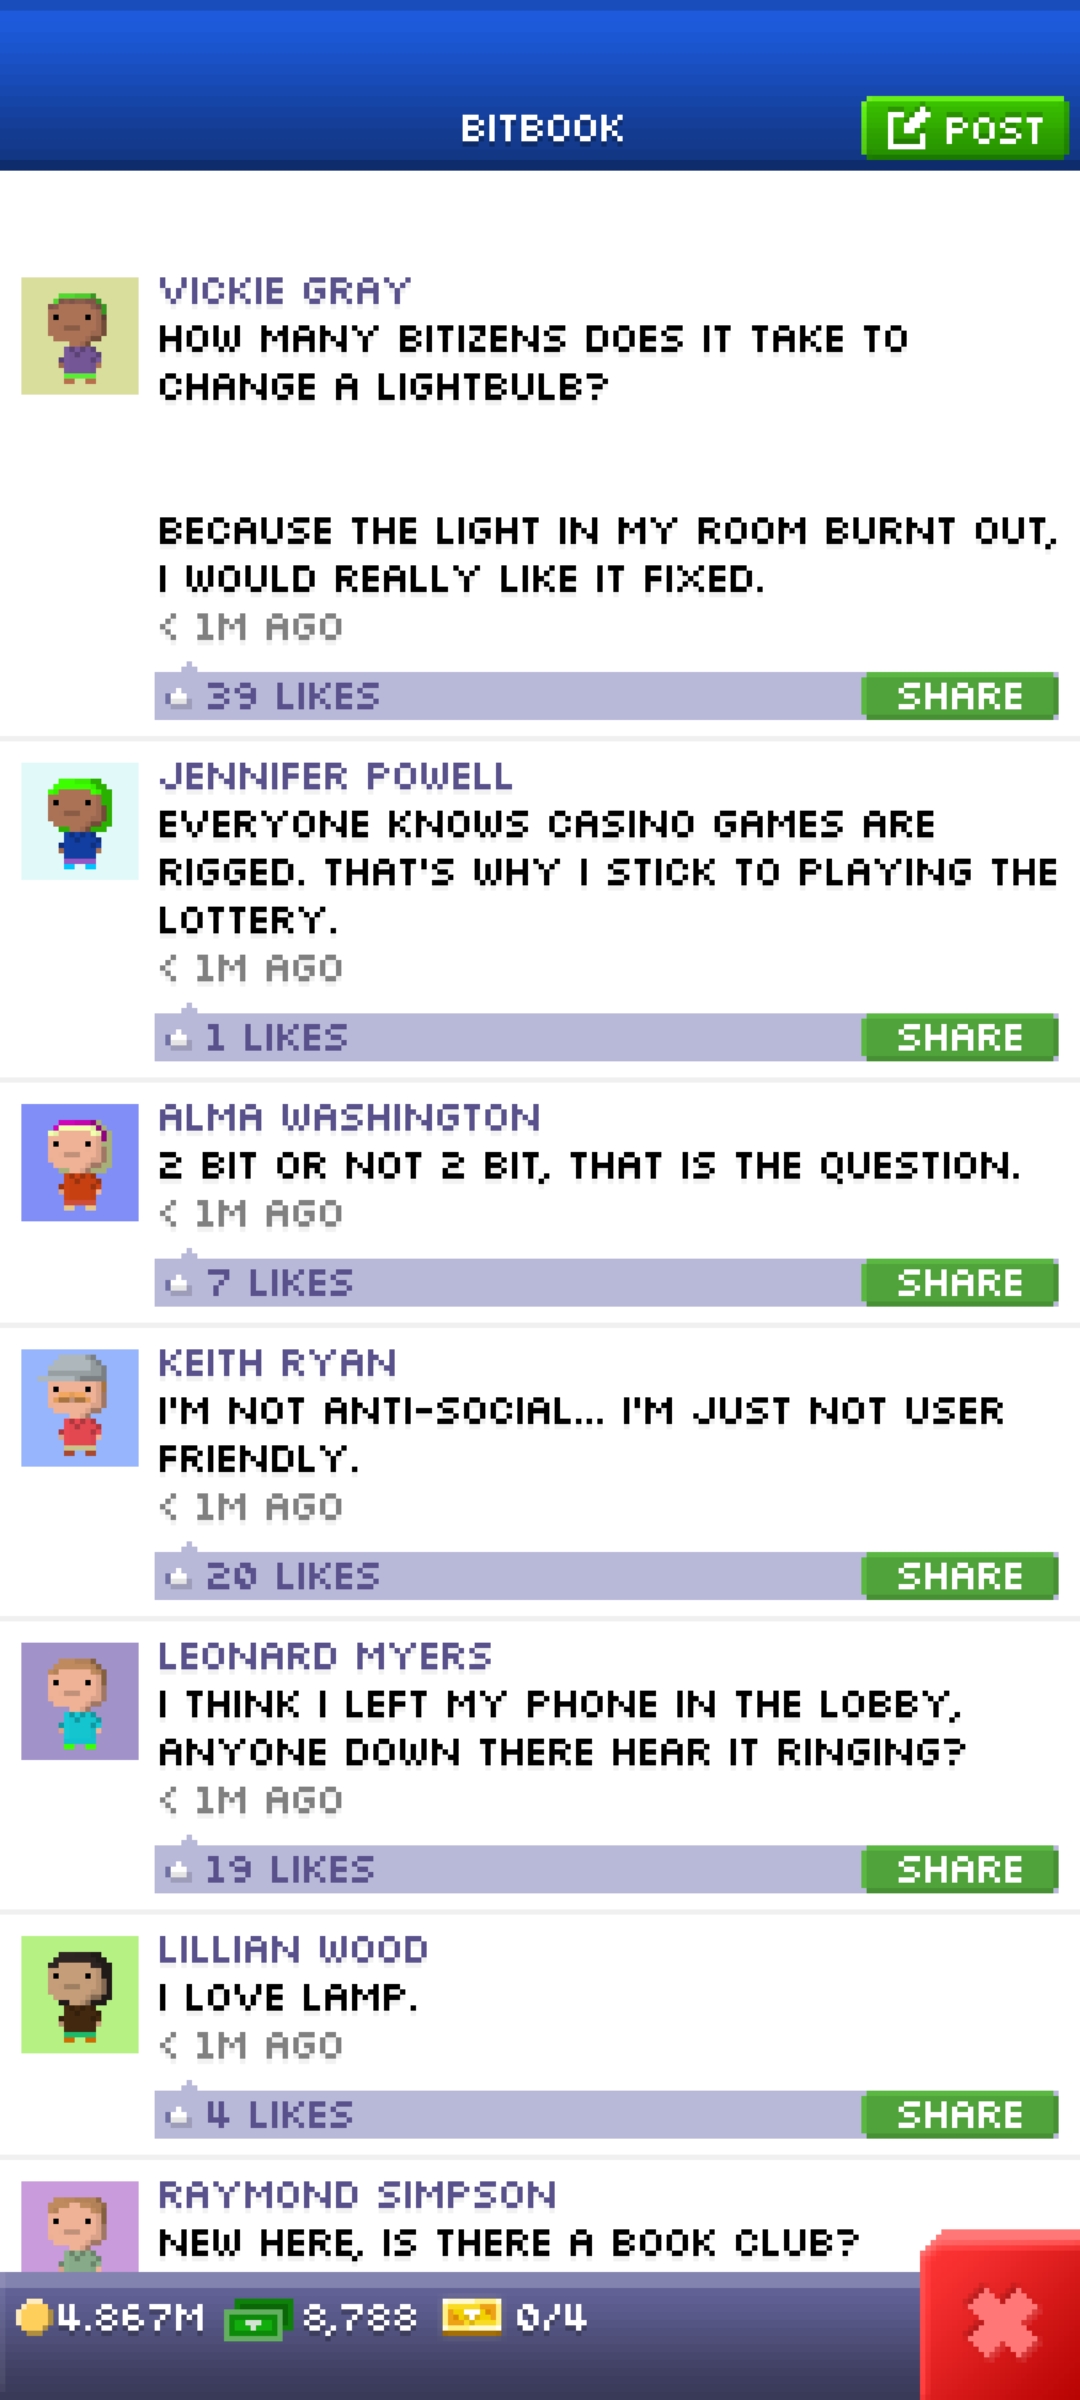 BITBOOK
POST
VICKIE GRAY
HOW MANY BITIZENS DOES IT TAKE TO
CHANGE A LIGHTBULB?
BECAUSE THE LIGHT IN MY ROOM BURNT OUT,
I WOULD REALLY LIKE IT FIXED.
< 1M AGO
39 LIKES
SHARE
JENNIFER POWELL
EVERYONE KNOWS CASINO GAMES ARE
RIGGED. THAT'S WHY I STICK TO PLAYING THE
LOTTERY.
< 1M AGO
1 LIKES
SHARE
ALMA WASHINGTON
2 BIT OR NOT 2 BIT, THAT IS THE QUESTION.
< 1M AGO
7 LIKES
SHARE
KEITH RYAN
I'M NOT ANTI-SOCIAL... I'M JUST NOT USER
FRIENDLY.
< 1M AGO
20 LIKES
SHARE
LEONARD MYERS
I THINK I LEFT MY PHONE IN THE LOBBY,
ANYONE DOWN THERE HEAR IT RINGING?
< 1M AGO
19 LIKES
SHARE
LILLIAN WOOD
I LOVE LAMP.
< 1M AGO
4 LIKES
SHARE
RAYMOND SIMPSON
NEW HERE, IS THERE A BOOK CLUB?
4.867M 8,788 0/4